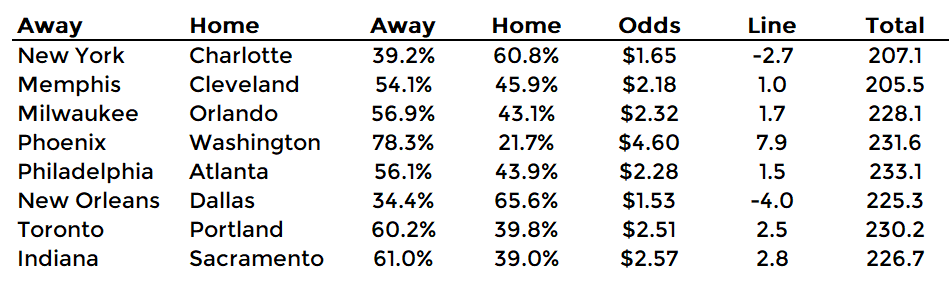 Away Home Away Home Odds Line Total
New York Charlotte 39.2% 60.8% $1.65 -2.7 207.1
Memphis Cleveland 54.1% 45.9% $2.18 1.0 205.5
Milwaukee Orlando 56.9% 43.1% $2.32 1.7 228.1
Phoenix Washington 78.3% 21.7% $4.60 7.9 231.6
Philadelphia Atlanta 56.1% 43.9% $2.28 1.5 233.1
New Orleans Dallas 34.4% 65.6% $1.53 -4.0 225.3
Toronto Portland 60.2% 39.8% $2.51 2.5 230.2
Indiana Sacramento 61.0% 39.0% $2.57 2.8 226.7